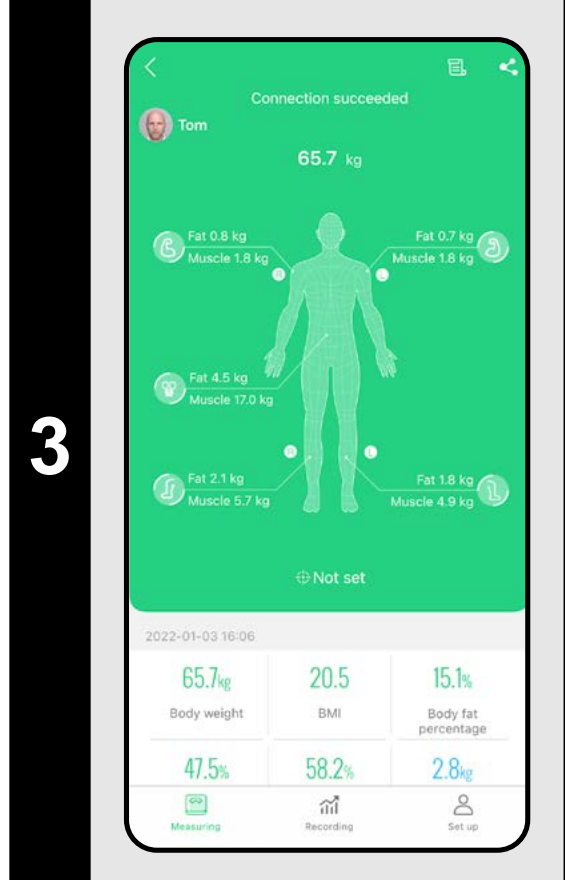 3
Connection succeeded
Tom
65.7 kg
Fat 0.8 kg
Muscle 1.8 kg
Fat 0.7 kg
Muscle 1.8 kg
R
L
Fat 4.5 kg
Muscle 17.0 kg
R
L
Fat 2.1 kg
Muscle 5.7 kg
Fat 1.8 kg
Muscle 4.9 kg
Not set
2022-01-03 16:06
65.7kg
20.5
15.1%
Body weight
BMI
Body fat
percentage
47.5%
58.2%
2.8kg
Measuring
Recording
Set up